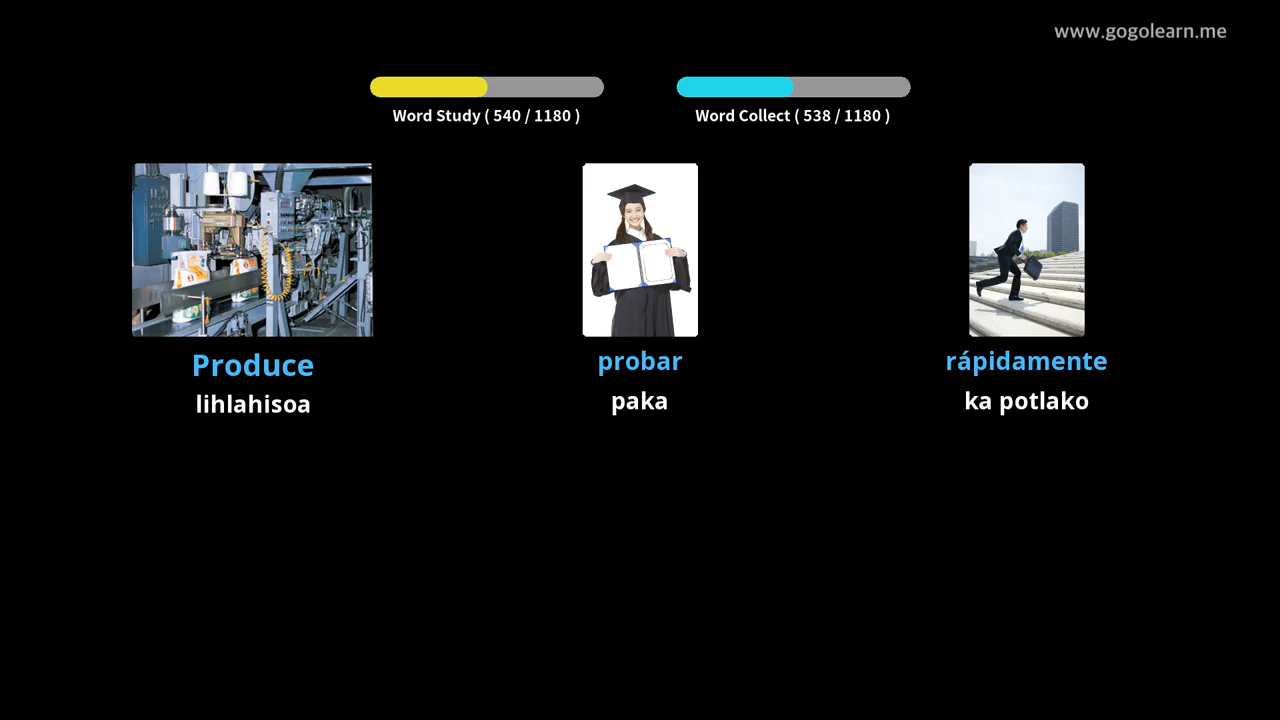 www.gogolearn.me
Word Study ( 540 / 1180 )
Word Collect ( 538 / 1180 )
Produce
lihlahisoa
probar
paka
rápidamente
ka potlako